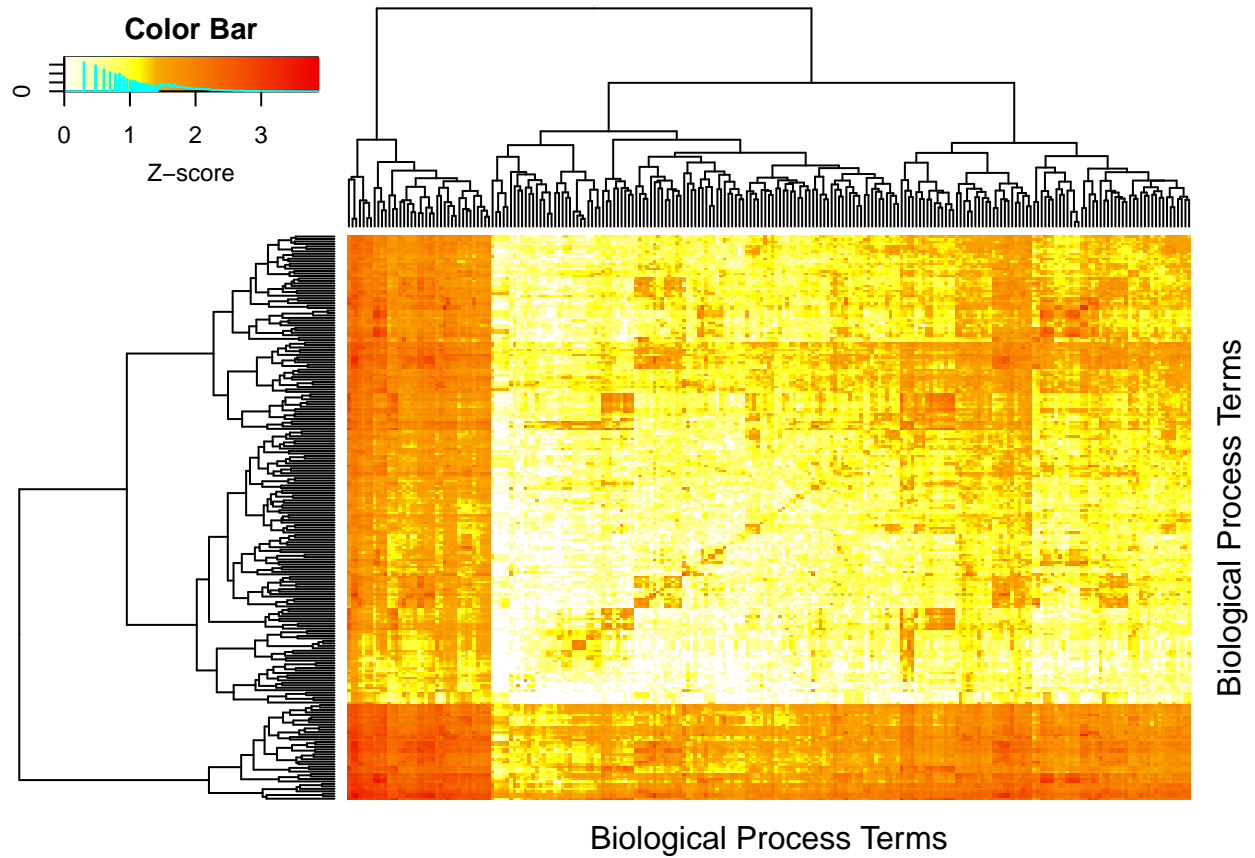 Color Bar
0
0 1 2 3
Z−score
Biological Process Terms
Biological Process Terms